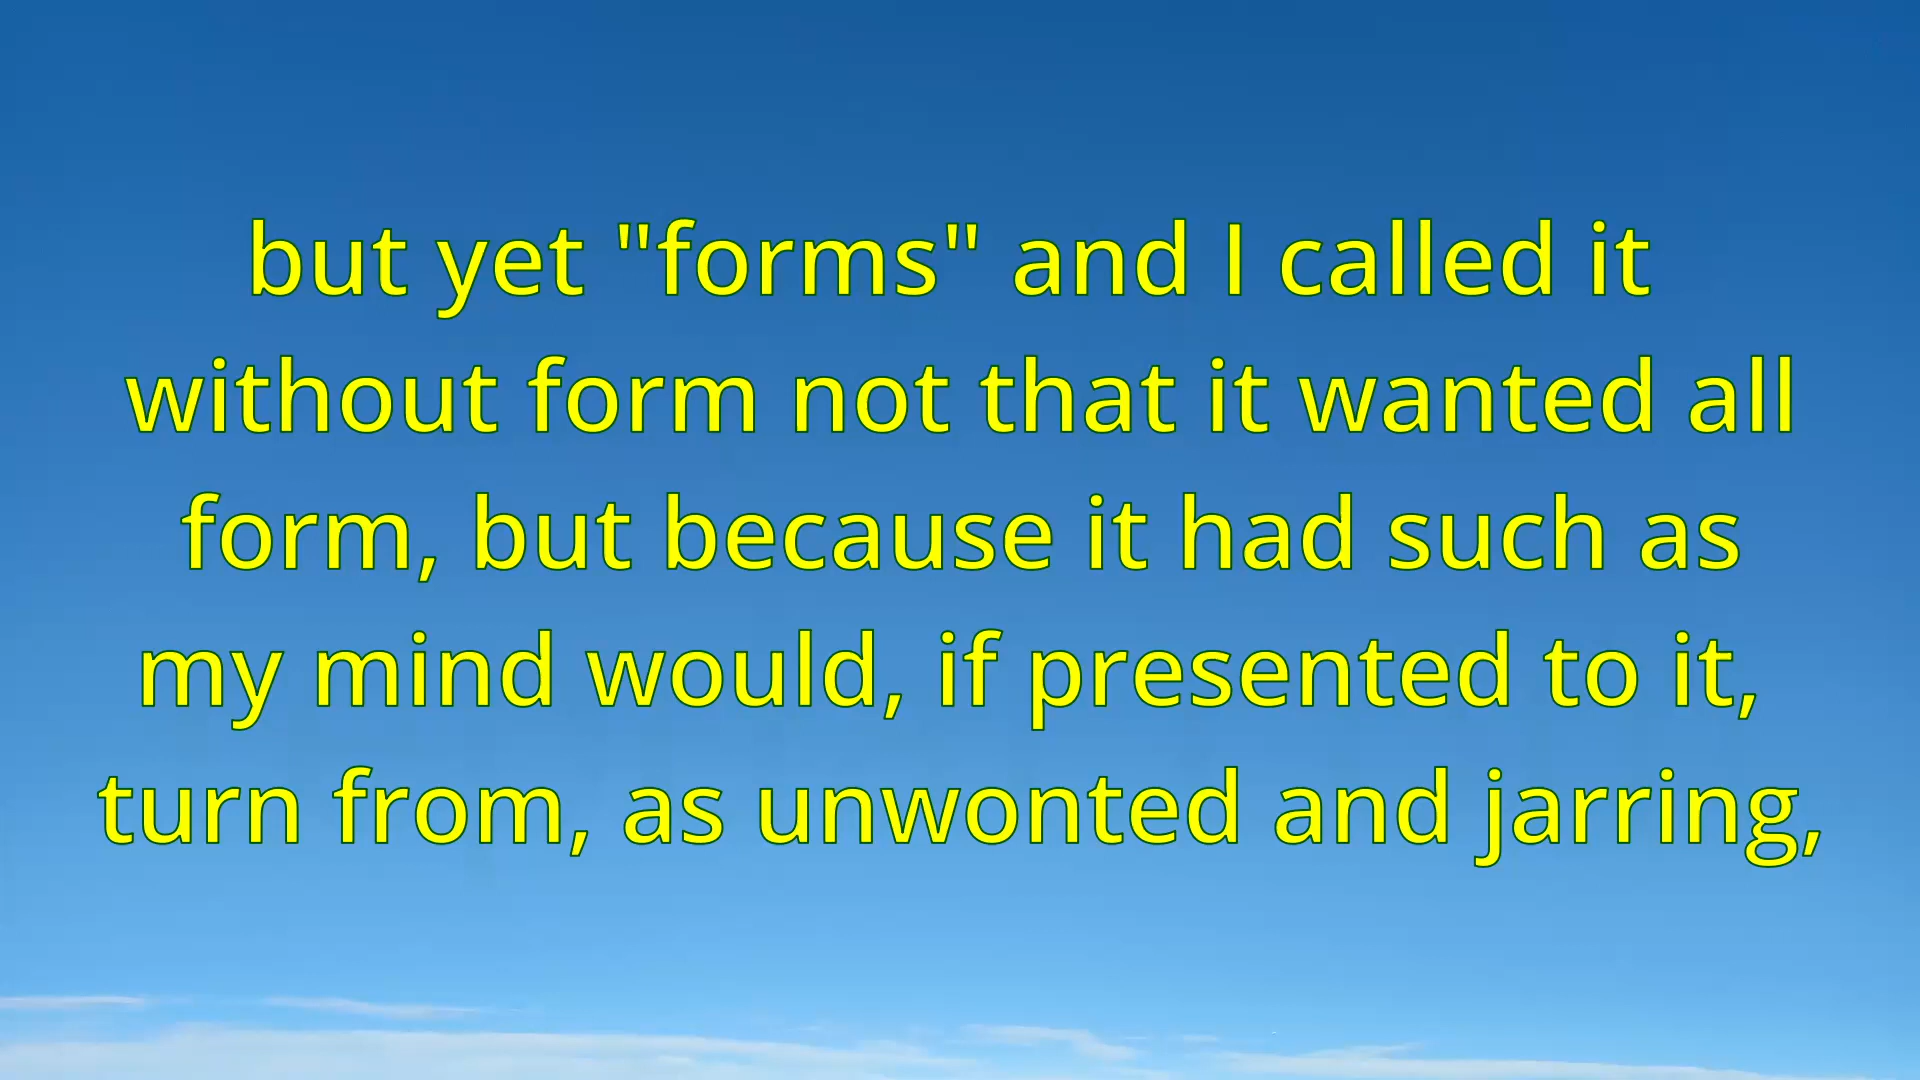 but yet "forms" and I called it
without form not that it wanted all
form, but because it had such as
my mind would, if presented to it,
turn from, as unwonted and jarring,